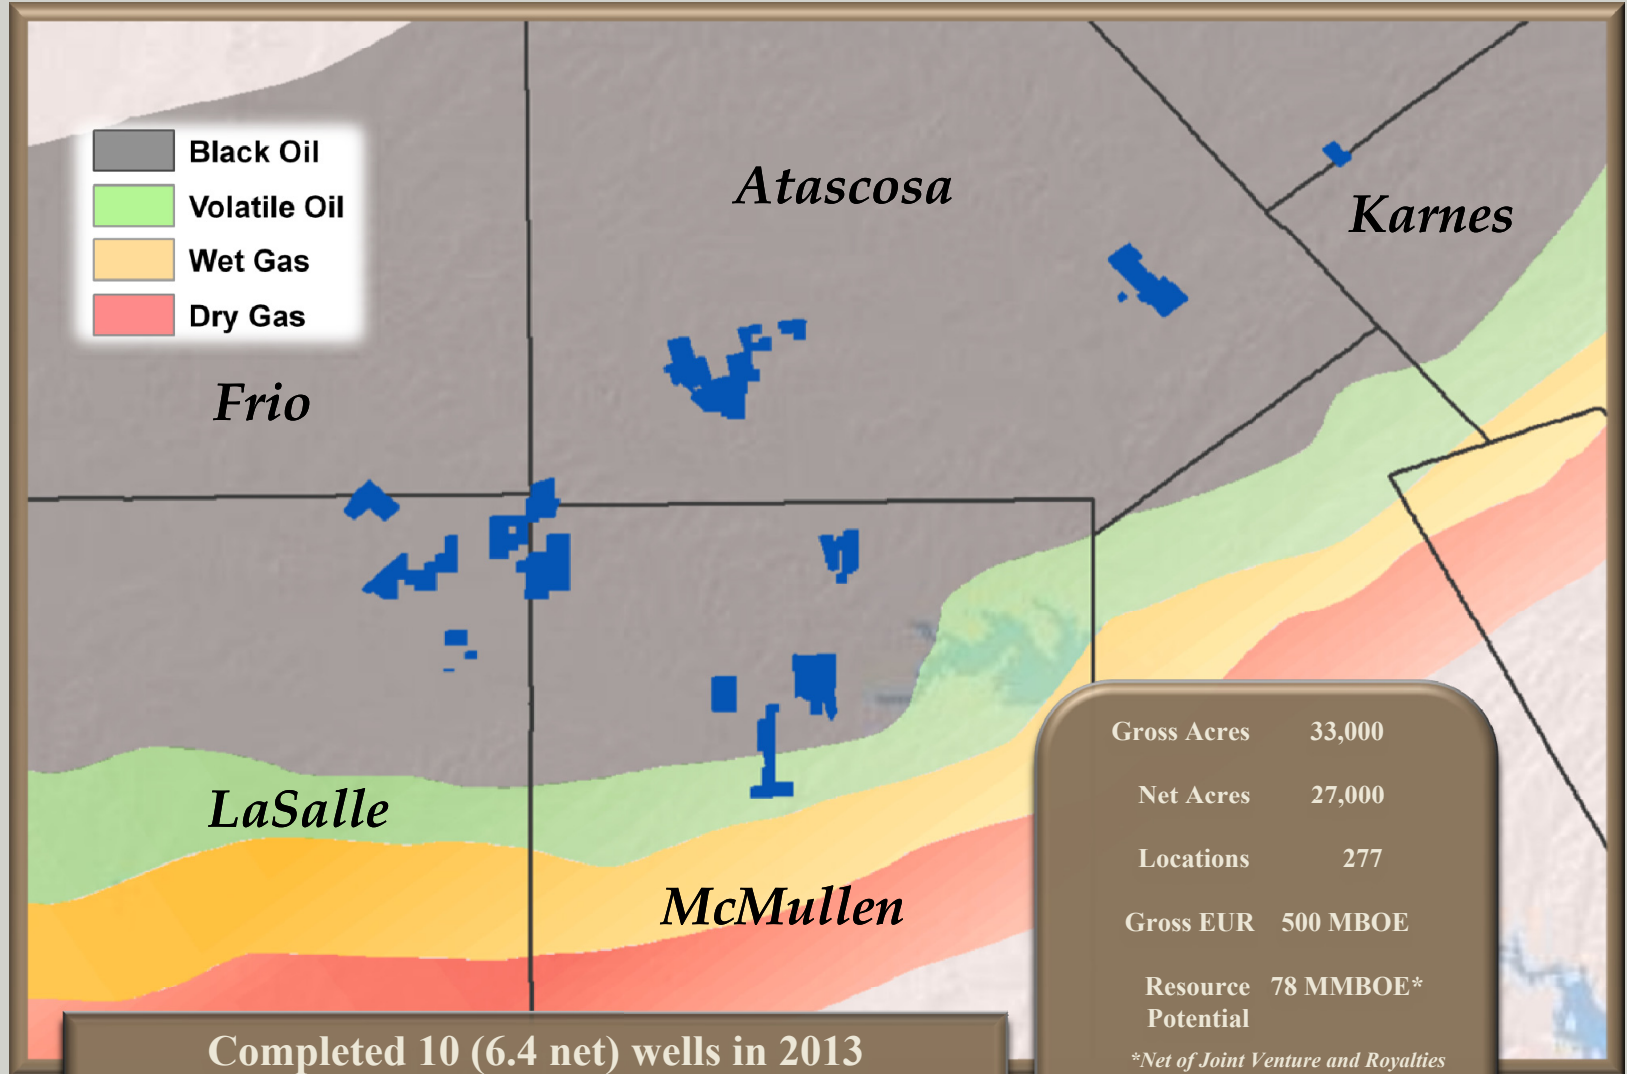 Black Oil
Volatile Oil
Wet Gas
Dry Gas
Atascosa
Karnes
Frio
LaSalle
McMullen
Gross Acres 33,000
Net Acres 27,000
Locations 277
Gross EUR 500 MBOE
Resource 78 MMBOE*
Potential
*Net of Joint Venture and Royalties
Completed 10 (6.4 net) wells in 2013